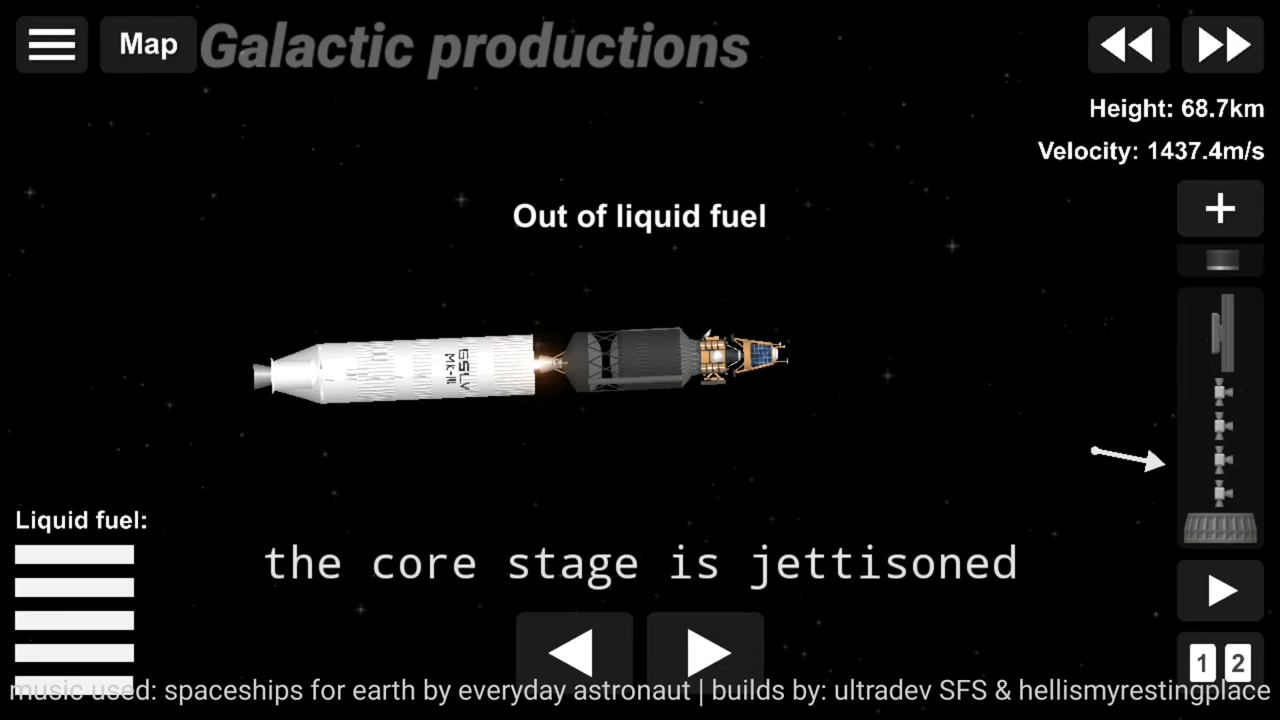 Map
Galactic productions
Height: 68.7km
Velocity: 1437.4m/s
Out of liquid fuel
GSLV
Mk-III
Liquid fuel:
the core stage is jettisoned
1 2
music used: spaceships for earth by everyday astronaut | builds by: ultradev SFS & hellismyrestingplace